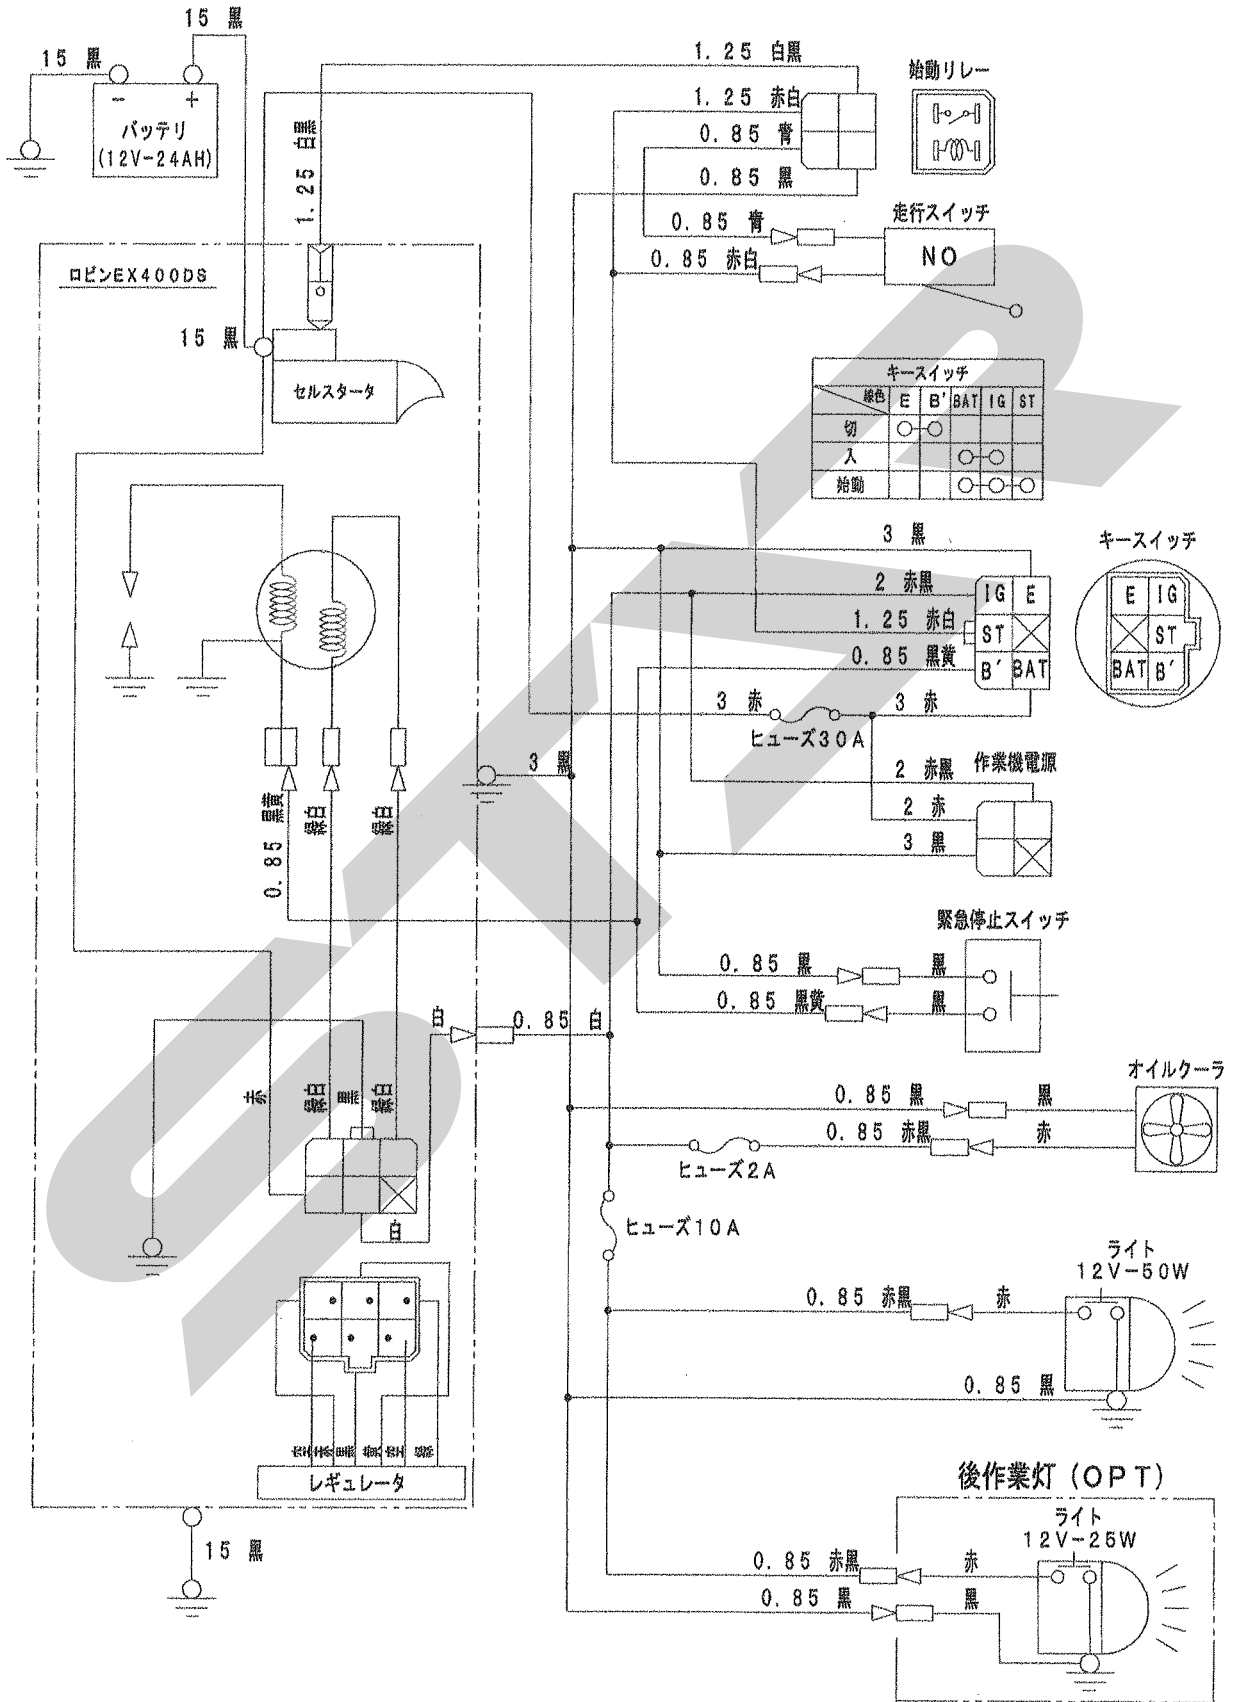 15 黒
15 黒
- +
バッテリ
(12V-24AH)
1.25 白黒
1.25 白黒
1.25 赤白
0.85 青
0.85 黒
始動リレー
0.85 青
0.85 赤白
走行スイッチ
NO
ロビンEX400DS
15 黒
セルスタータ
キースイッチ
線色 E B' BAT IG ST
切
入
始動
3 黒
2 赤黒
1.25 赤白
0.85 黒黄
IG E
ST
B' BAT
キースイッチ
E IG
ST
BAT B'
3 赤
ヒューズ30A
3 赤
3 黒
作業機電源
2 赤黒
2 赤
3 黒
0.85 黒黄
緑白
緑白
緊急停止スイッチ
0.85 黒
黒
0.85 黒黄
黒
白
0.85 白
赤
緑白
黒
緑白
白
オイルクーラ
0.85 黒
黒
0.85 赤黒
赤
ヒューズ2A
ヒューズ10A
ライト
12V-50W
0.85 赤黒
赤
0.85 黒
レギュレータ
15 黒
後作業灯(OPT)
ライト
12V-25W
0.85 赤黒
赤
0.85 黒
黒
STAR